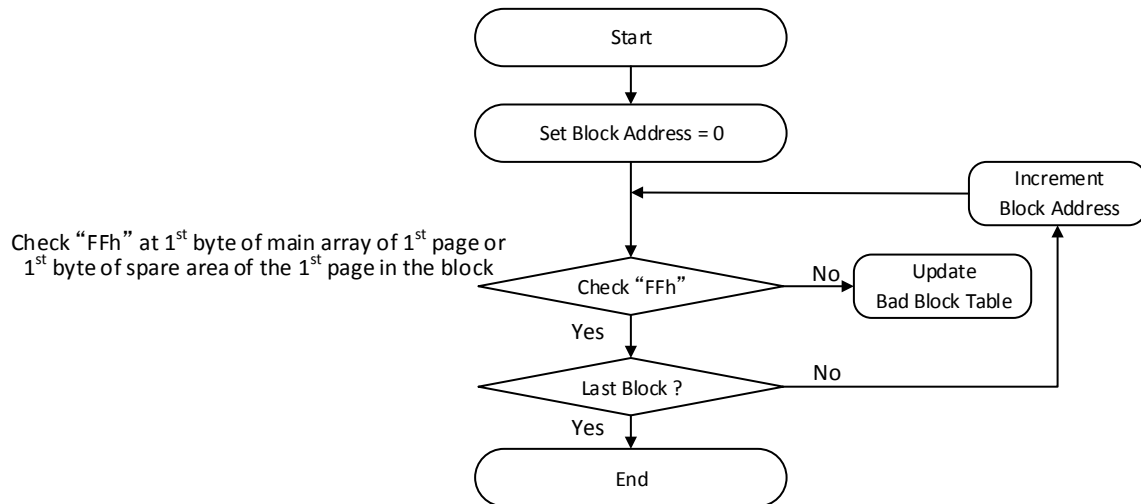 Start
Set Block Address = 0
Increment
Block Address
Check “FFh” at 1st byte of main array of 1st page or
1st byte of spare area of the 1st page in the block
Check “FFh”
No
Update
Bad Block Table
Yes
Last Block ?
No
Yes
End